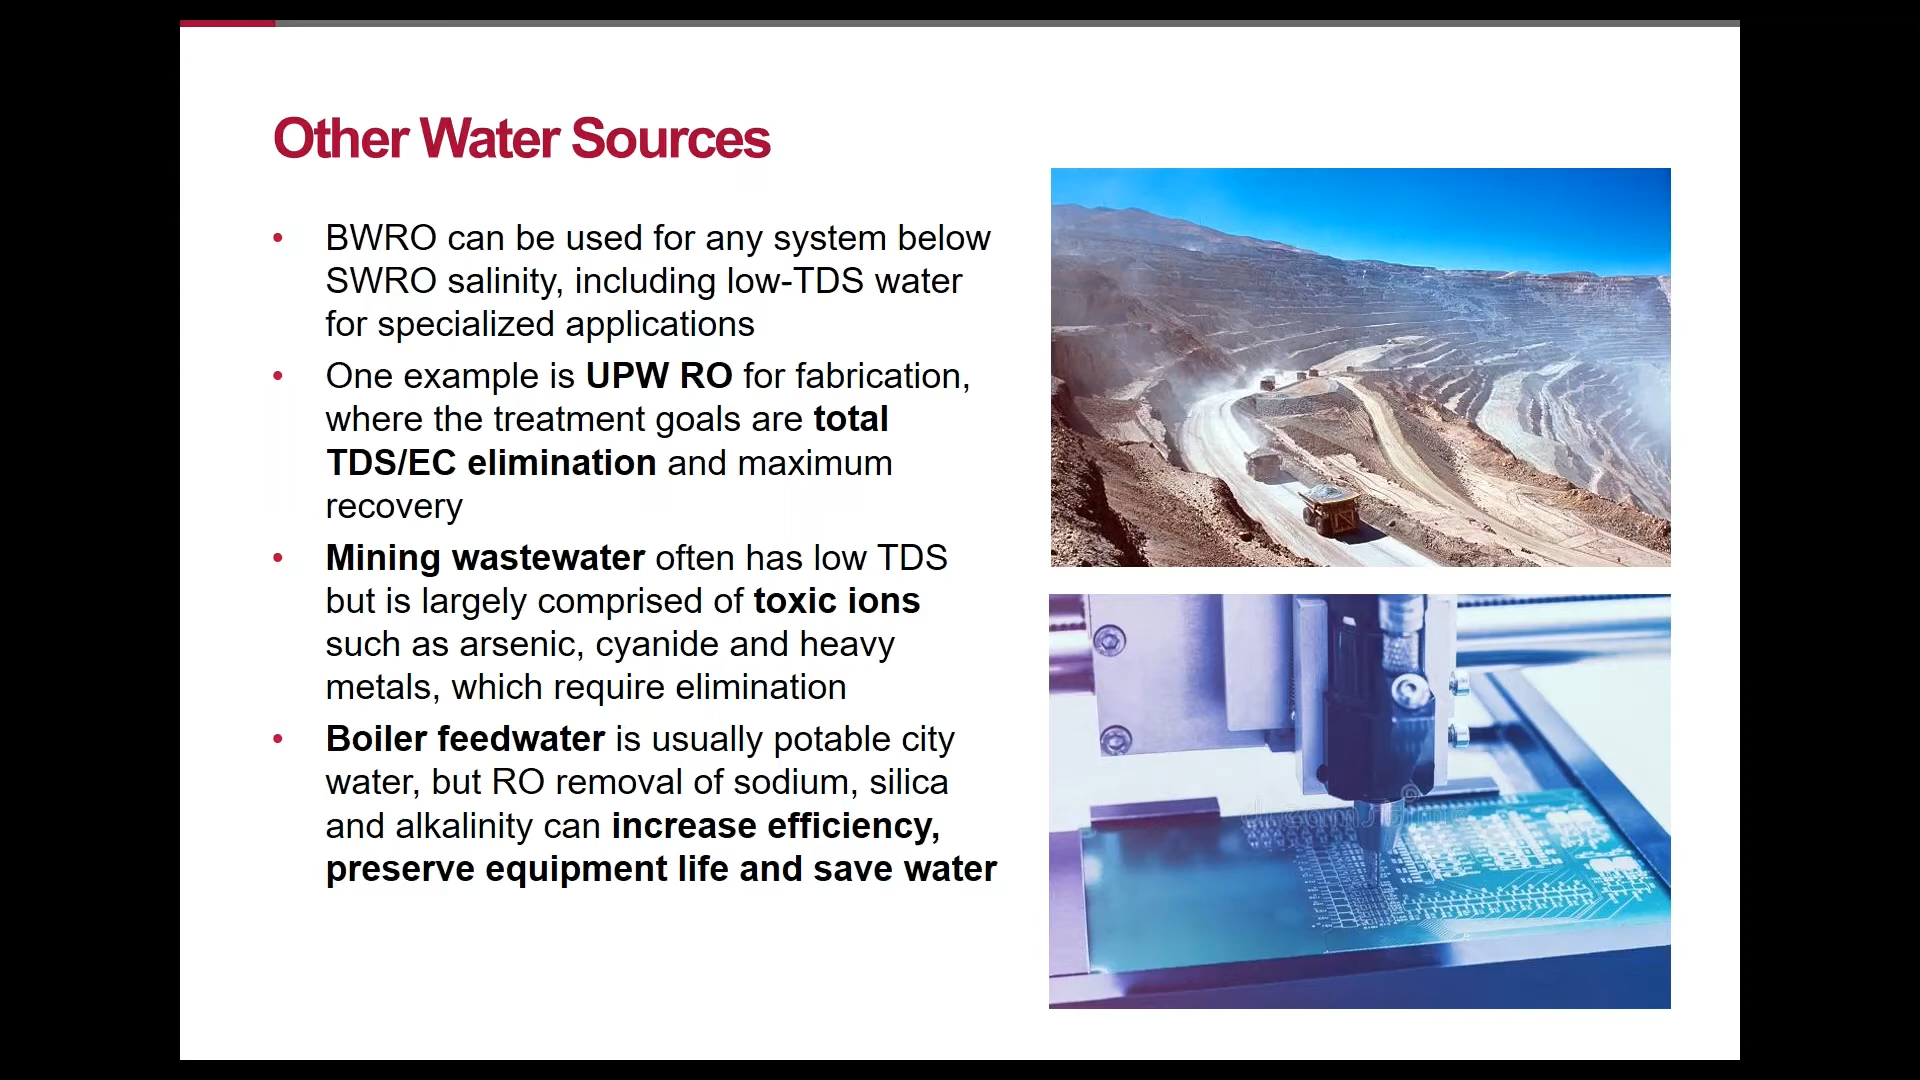 Other Water Sources
• BWRO can be used for any system below
SWRO salinity, including low-TDS water
for specialized applications
• One example is UPW RO for fabrication,
where the treatment goals are total
TDS/EC elimination and maximum
recovery
• Mining wastewater often has low TDS
but is largely comprised of toxic ions
such as arsenic, cyanide and heavy
metals, which require elimination
• Boiler feedwater is usually potable city
water, but RO removal of sodium, silica
and alkalinity can increase efficiency,
preserve equipment life and save water
dreamstime